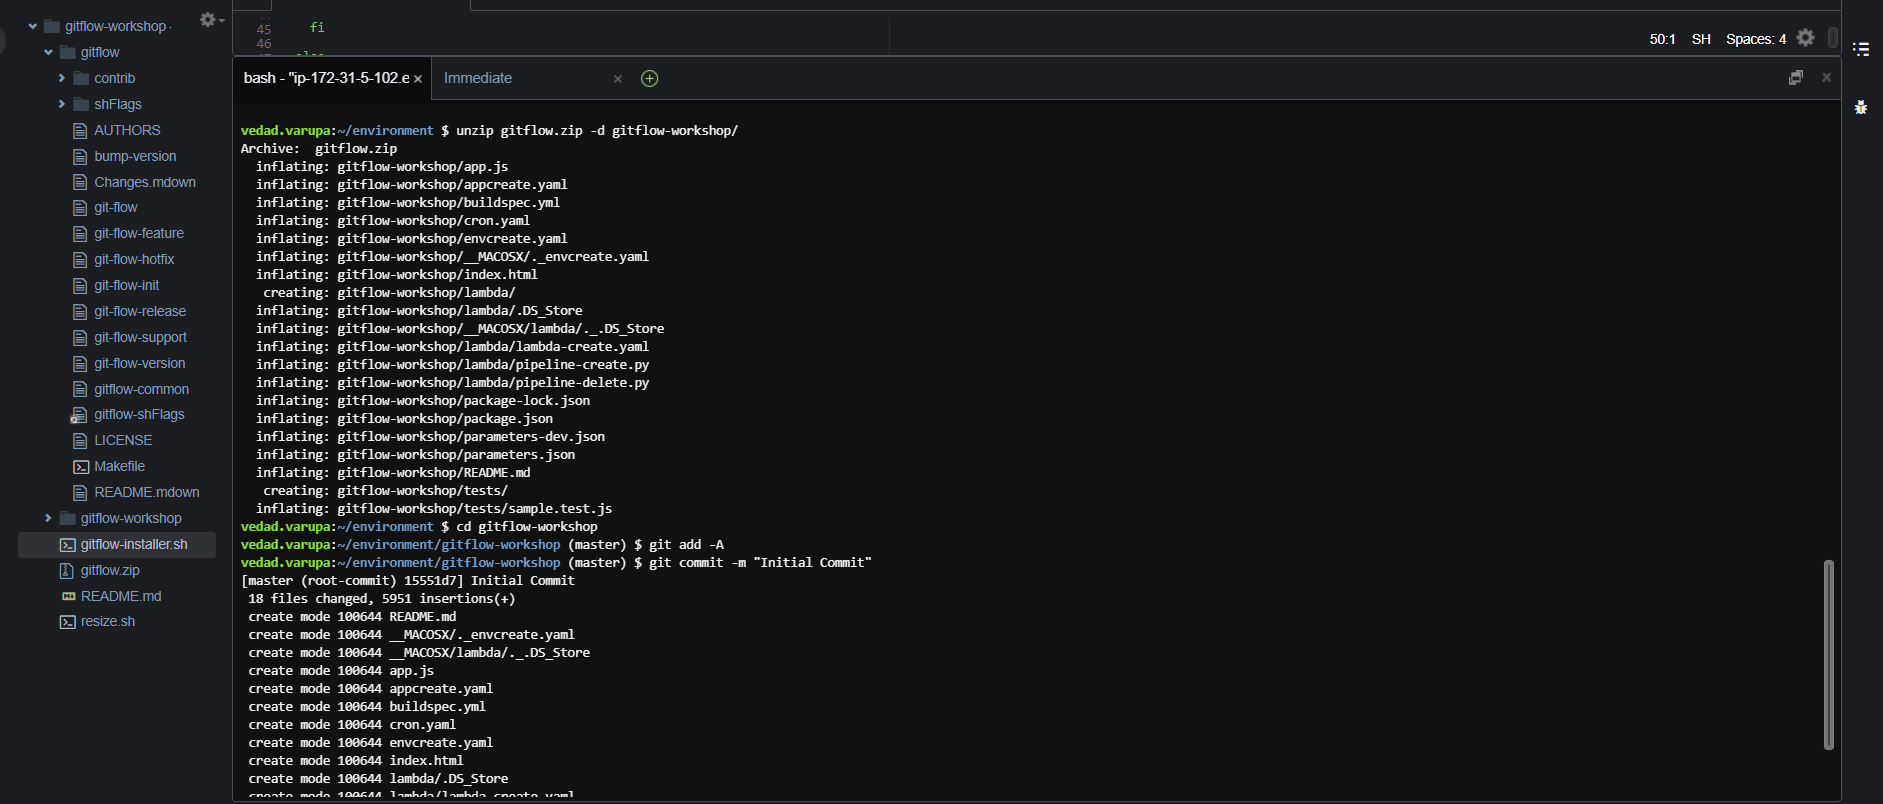 gitflow-workshop -
gitflow
contrib
shFlags
AUTHORS
bump-version
Changes.mdown
git-flow
git-flow-feature
git-flow-hotfix
git-flow-init
git-flow-release
git-flow-support
git-flow-version
gitflow-common
gitflow-shFlags
LICENSE
Makefile
README.mdown
gitflow-workshop
gitflow-installer.sh
gitflow.zip
README.md
resize.sh
45 fi
46
50:1 SH Spaces: 4
bash - "ip-172-31-5-102.e × Immediate ×
vedad.varupa:~/environment $ unzip gitflow.zip -d gitflow-workshop/
Archive:  gitflow.zip
  inflating: gitflow-workshop/app.js
  inflating: gitflow-workshop/appcreate.yaml
  inflating: gitflow-workshop/buildspec.yml
  inflating: gitflow-workshop/cron.yaml
  inflating: gitflow-workshop/envcreate.yaml
  inflating: gitflow-workshop/__MACOSX/._envcreate.yaml
  inflating: gitflow-workshop/index.html
   creating: gitflow-workshop/lambda/
  inflating: gitflow-workshop/lambda/.DS_Store
  inflating: gitflow-workshop/__MACOSX/lambda/._.DS_Store
  inflating: gitflow-workshop/lambda/lambda-create.yaml
  inflating: gitflow-workshop/lambda/pipeline-create.py
  inflating: gitflow-workshop/lambda/pipeline-delete.py
  inflating: gitflow-workshop/package-lock.json
  inflating: gitflow-workshop/package.json
  inflating: gitflow-workshop/parameters-dev.json
  inflating: gitflow-workshop/parameters.json
  inflating: gitflow-workshop/README.md
   creating: gitflow-workshop/tests/
  inflating: gitflow-workshop/tests/sample.test.js
vedad.varupa:~/environment $ cd gitflow-workshop
vedad.varupa:~/environment/gitflow-workshop (master) $ git add -A
vedad.varupa:~/environment/gitflow-workshop (master) $ git commit -m "Initial Commit"
[master (root-commit) 15551d7] Initial Commit
 18 files changed, 5951 insertions(+)
 create mode 100644 README.md
 create mode 100644 __MACOSX/._envcreate.yaml
 create mode 100644 __MACOSX/lambda/._.DS_Store
 create mode 100644 app.js
 create mode 100644 appcreate.yaml
 create mode 100644 buildspec.yml
 create mode 100644 cron.yaml
 create mode 100644 envcreate.yaml
 create mode 100644 index.html
 create mode 100644 lambda/.DS_Store
 create mode 100644 lambda/lambda-create.yaml